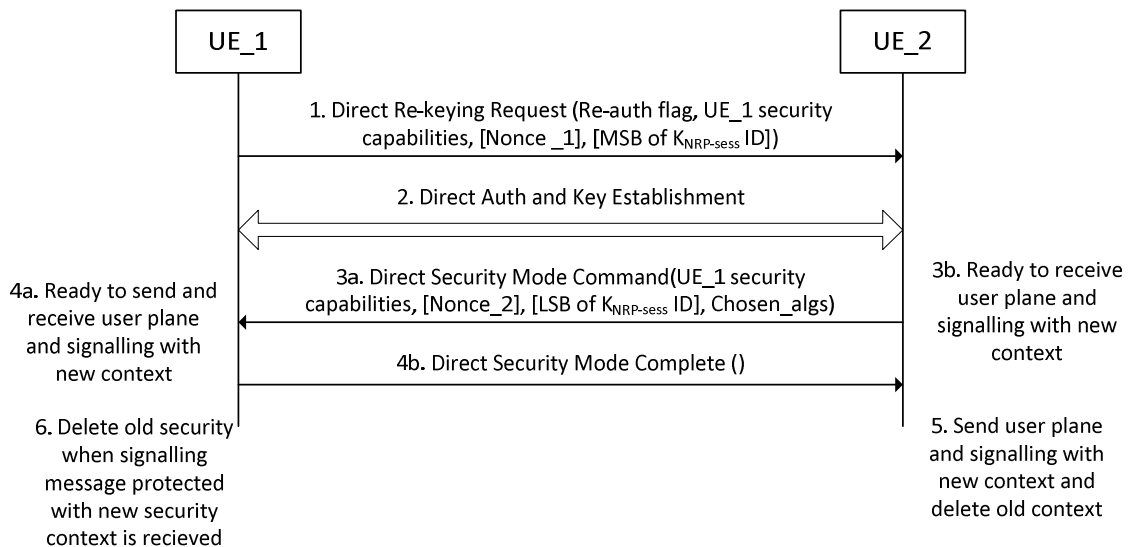 UE_1
UE_2
1. Direct Re-keying Request (Re-auth flag, UE_1 security
capabilities, [Nonce _1], [MSB of KNRP-sess ID])
2. Direct Auth and Key Establishment
3a. Direct Security Mode Command(UE_1 security
capabilities, [Nonce_2], [LSB of KNRP-sess ID], Chosen_algs)
3b. Ready to receive
user plane and
signalling with new
context
4a. Ready to send and
receive user plane
and signalling with
new context
4b. Direct Security Mode Complete ()
5. Send user plane
and signalling with
new context and
delete old context
6. Delete old security
when signalling
message protected
with new security
context is recieved